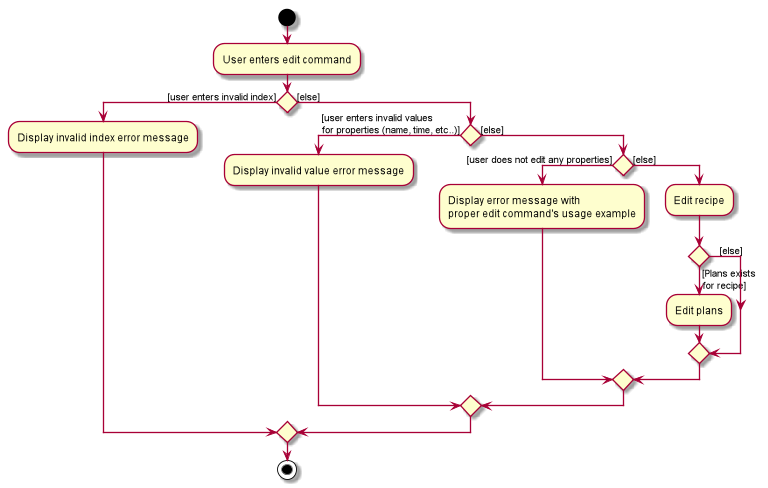 User enters edit command
[user enters invalid index]
[else]
Display invalid index error message
[user enters invalid values
for properties (name, time, etc..)]
[else]
Display invalid value error message
[user does not edit any properties]
[else]
Display error message with
proper edit command's usage example
Edit recipe
[else]
[Plans exists
for recipe]
Edit plans